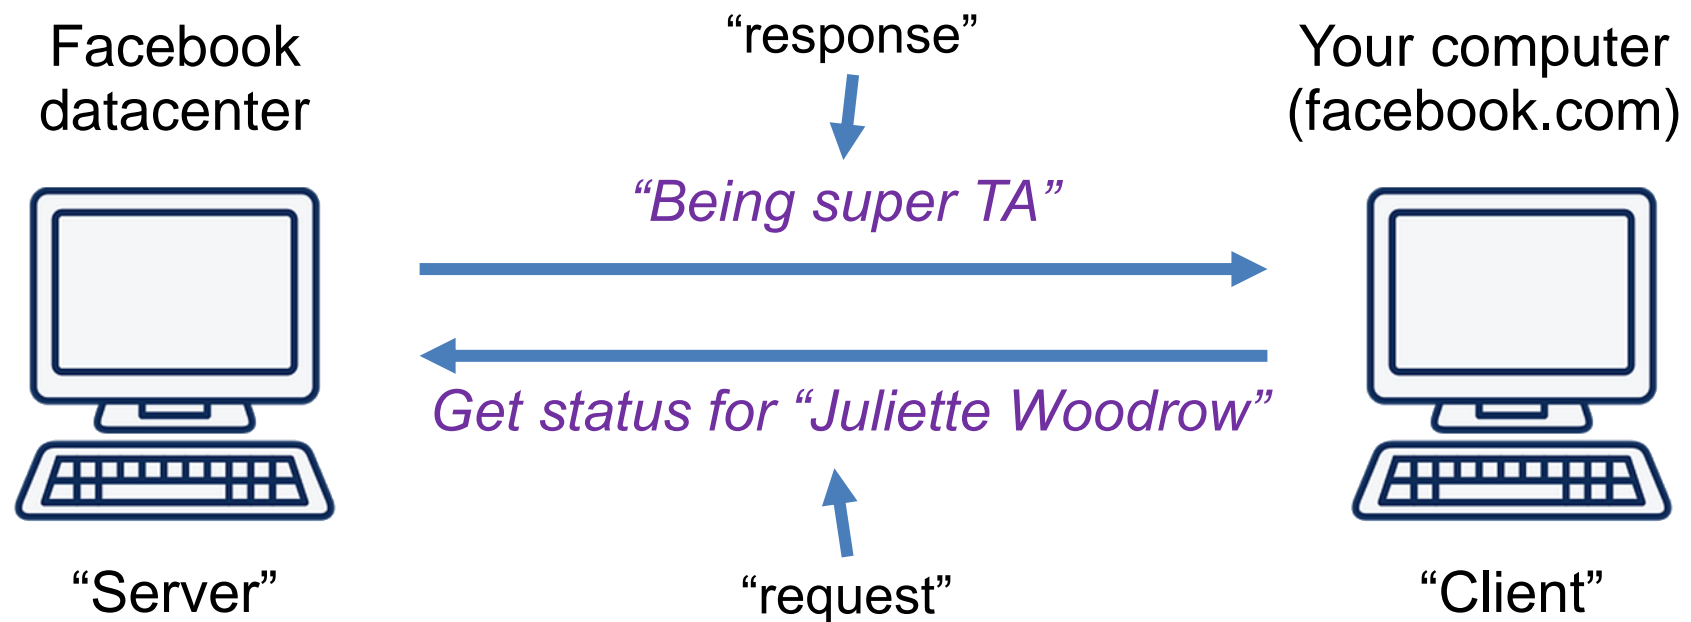 Facebook
datacenter
“response”
Your computer
(facebook.com)
“Being super TA”
Get status for “Juliette Woodrow”
“Server”
“request”
“Client”